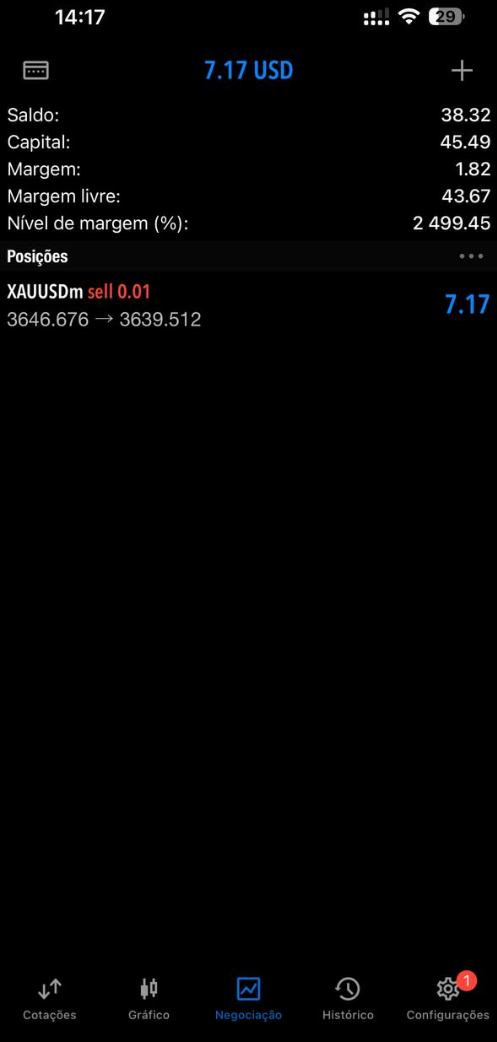 14:17
29
7.17 USD
Saldo: 38.32
Capital: 45.49
Margem: 1.82
Margem livre: 43.67
Nível de margem (%): 2 499.45
Posições
XAUUSDm sell 0.01
3646.676 → 3639.512
7.17
1
Cotações Gráfico Negociação Histórico Configurações